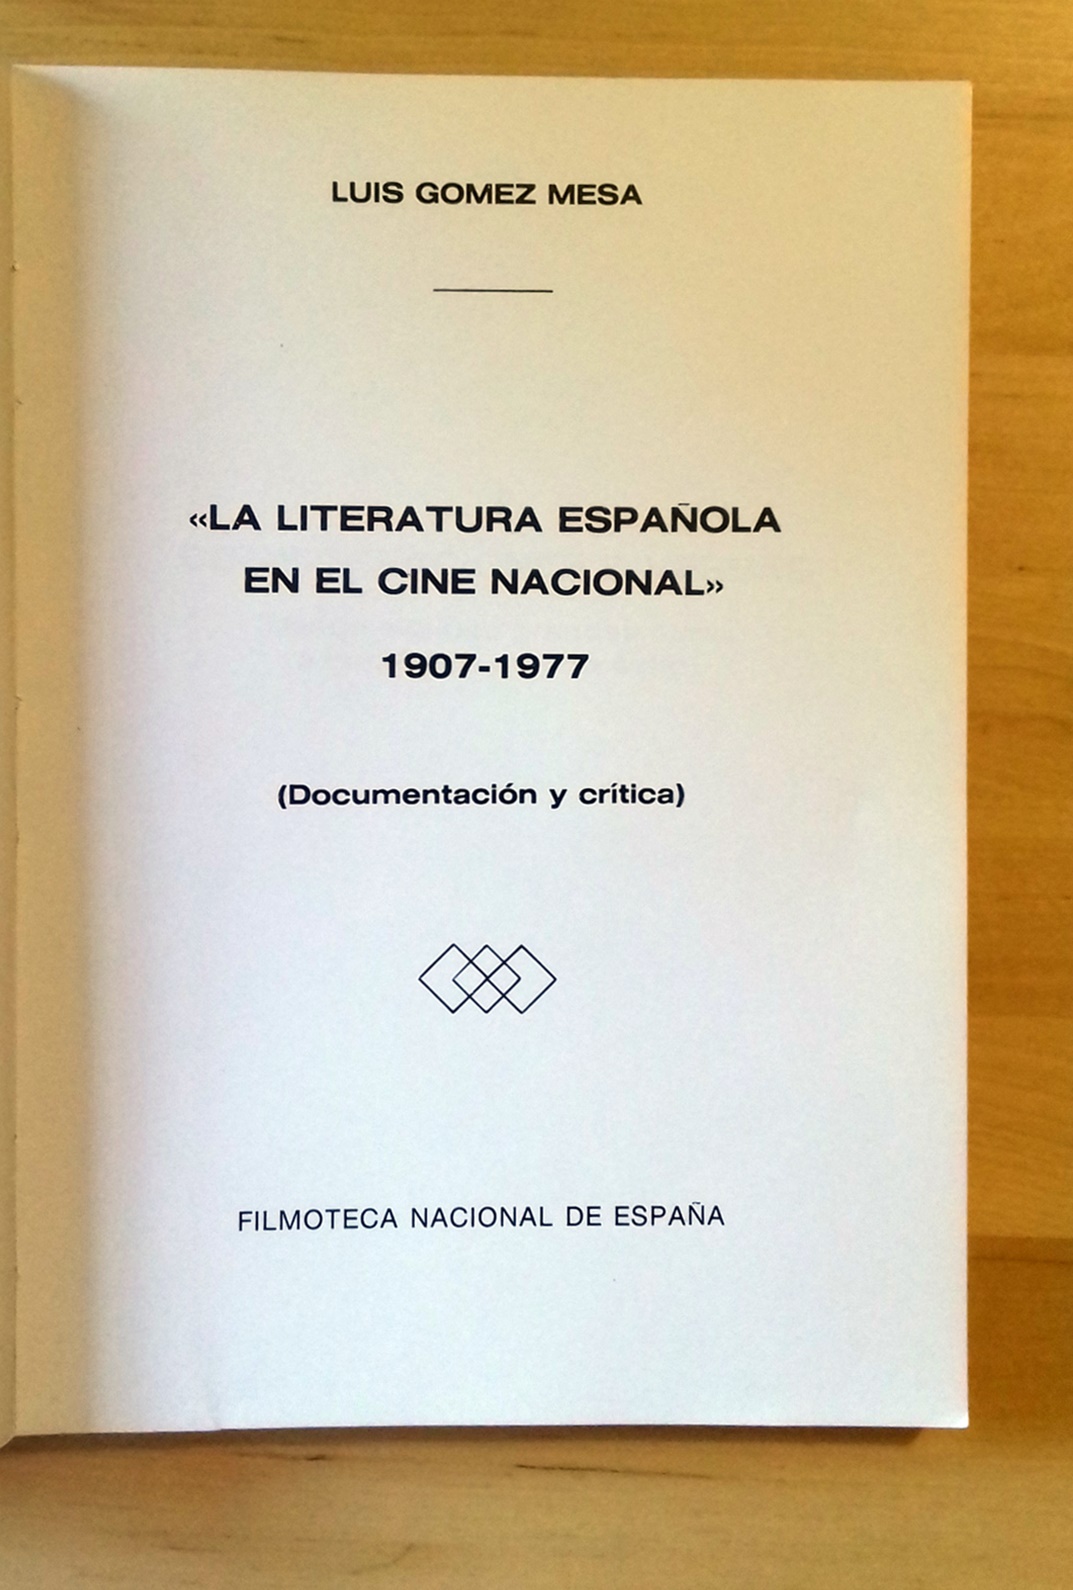 LUIS GOMEZ MESA
«LA LITERATURA ESPAÑOLA
EN EL CINE NACIONAL»
1907-1977
(Documentación y crítica)
FILMOTECA NACIONAL DE ESPAÑA